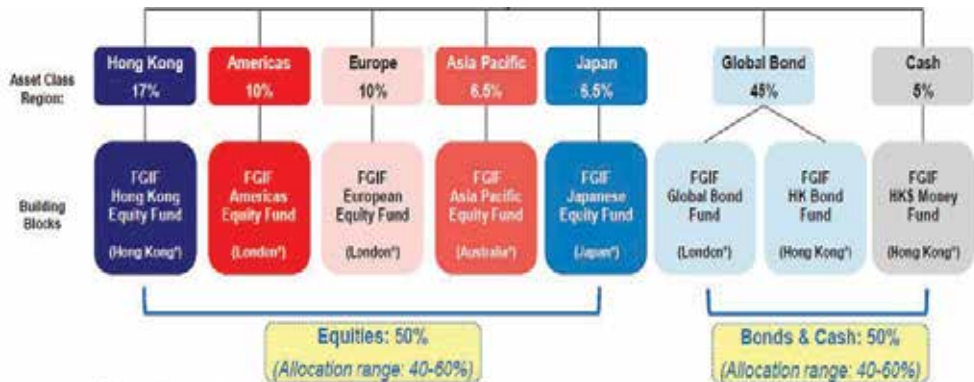 Asset Class
Region:
Hong Kong
17%
Americas
10%
Europe
10%
Asia Pacific
6.5%
Japan
6.5%
Global Bond
45%
Cash
5%
Building
Blocks
FGIF
Hong Kong
Equity Fund
(Hong Kong*)
FGIF
Americas
Equity Fund
(London*)
FGIF
European
Equity Fund
(London*)
FGIF
Asia Pacific
Equity Fund
(Australia*)
FGIF
Japanese
Equity Fund
(Japan*)
FGIF
Global Bond
Fund
(London*)
FGIF
HK Bond
Fund
(Hong Kong*)
FGIF
HK$ Money
Fund
(Hong Kong*)
Equities: 50%
(Allocation range: 40-60%)
Bonds & Cash: 50%
(Allocation range: 40-60%)